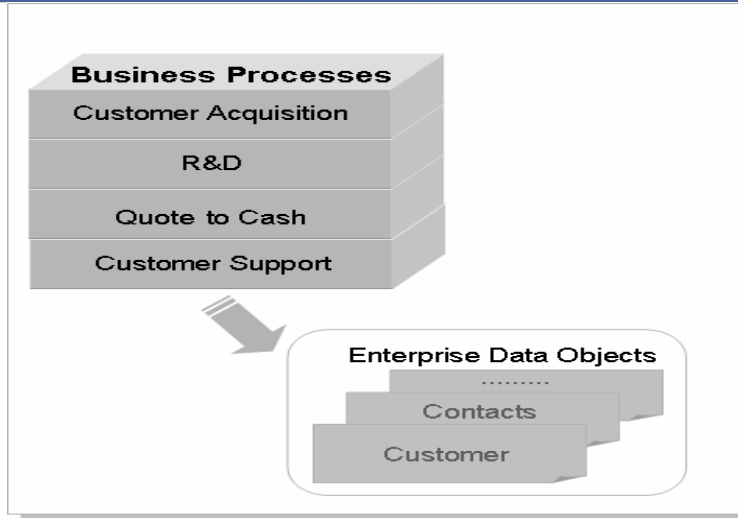 Business Processes
Customer Acquisition
R&D
Quote to Cash
Customer Support
Enterprise Data Objects
.........
Contacts
Customer